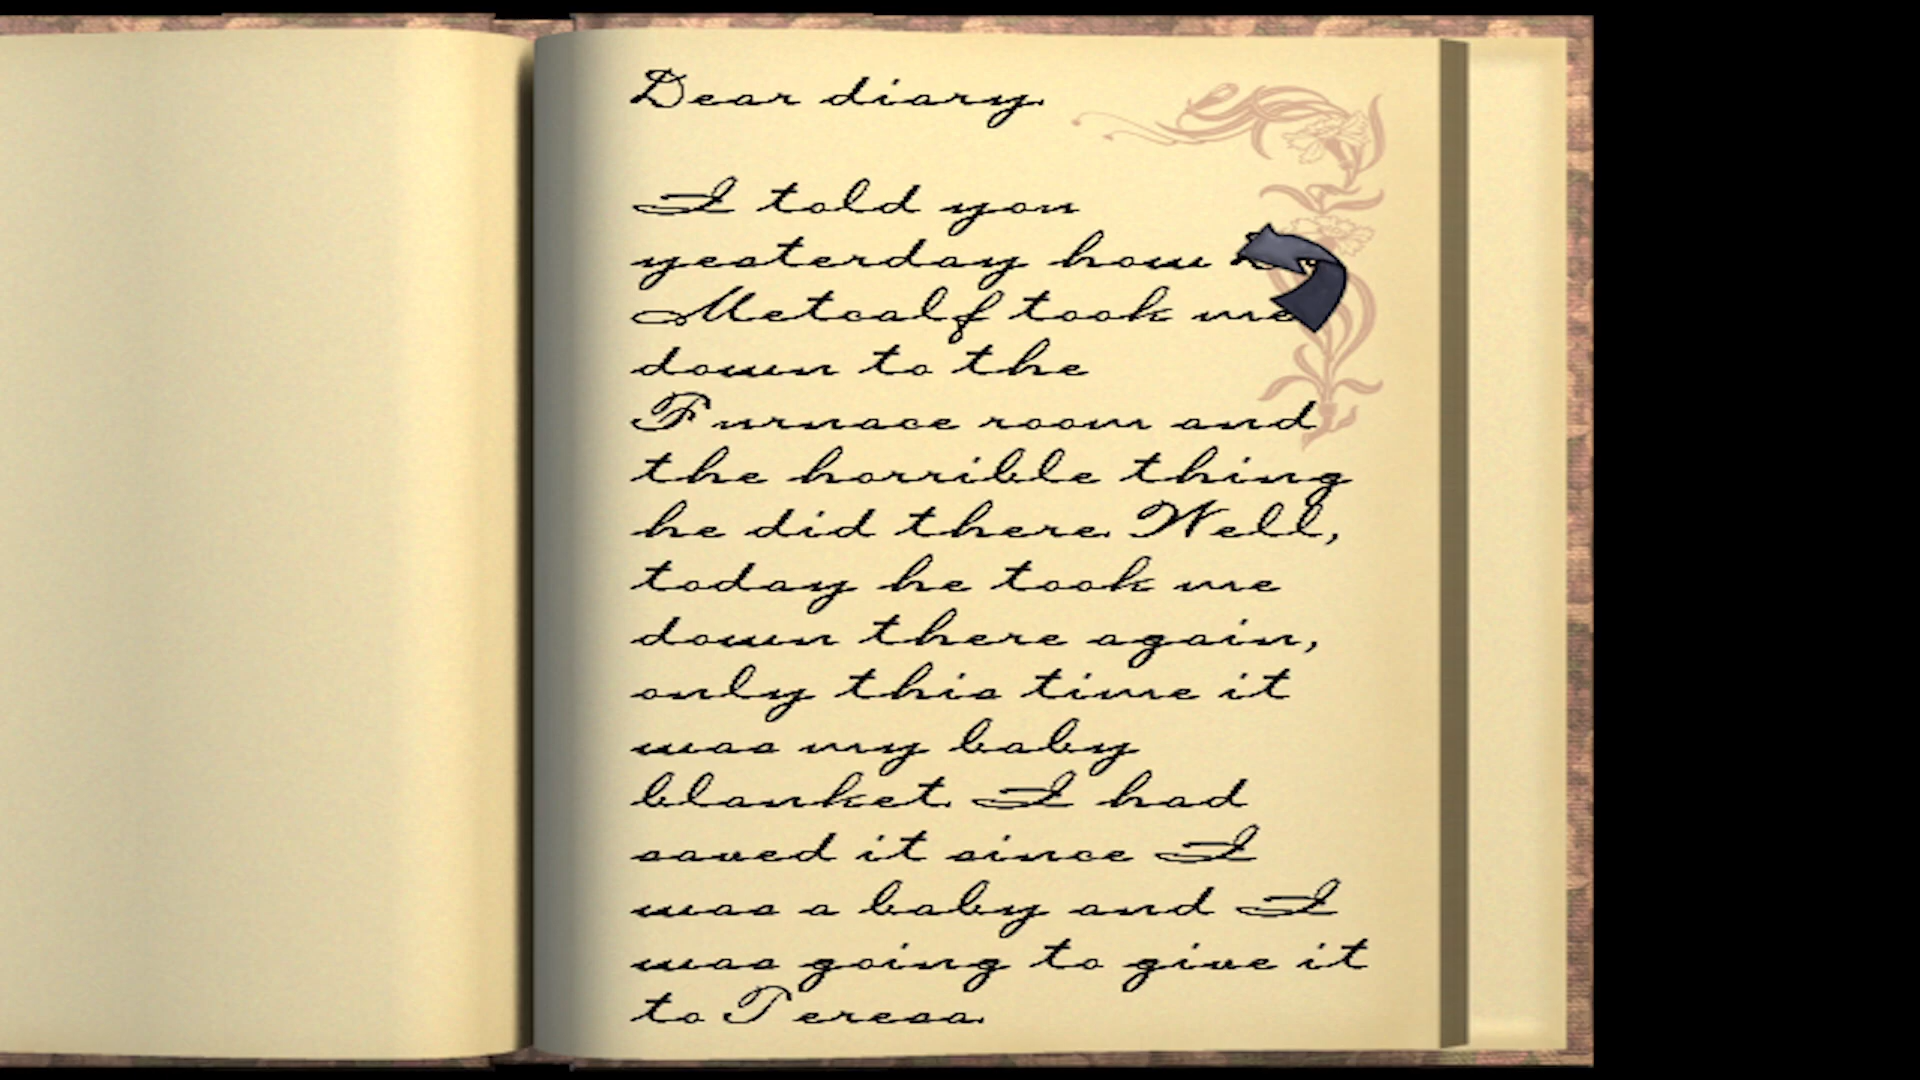 Dear diary.
I told you
yesterday how
Metcalf took me
down to the
Furnace room and
the horrible thing
he did there. Well,
today he took me
down there again,
only this time it
was my baby
blanket. I had
saved it since I
was a baby and I
was going to give it
to Teresa.